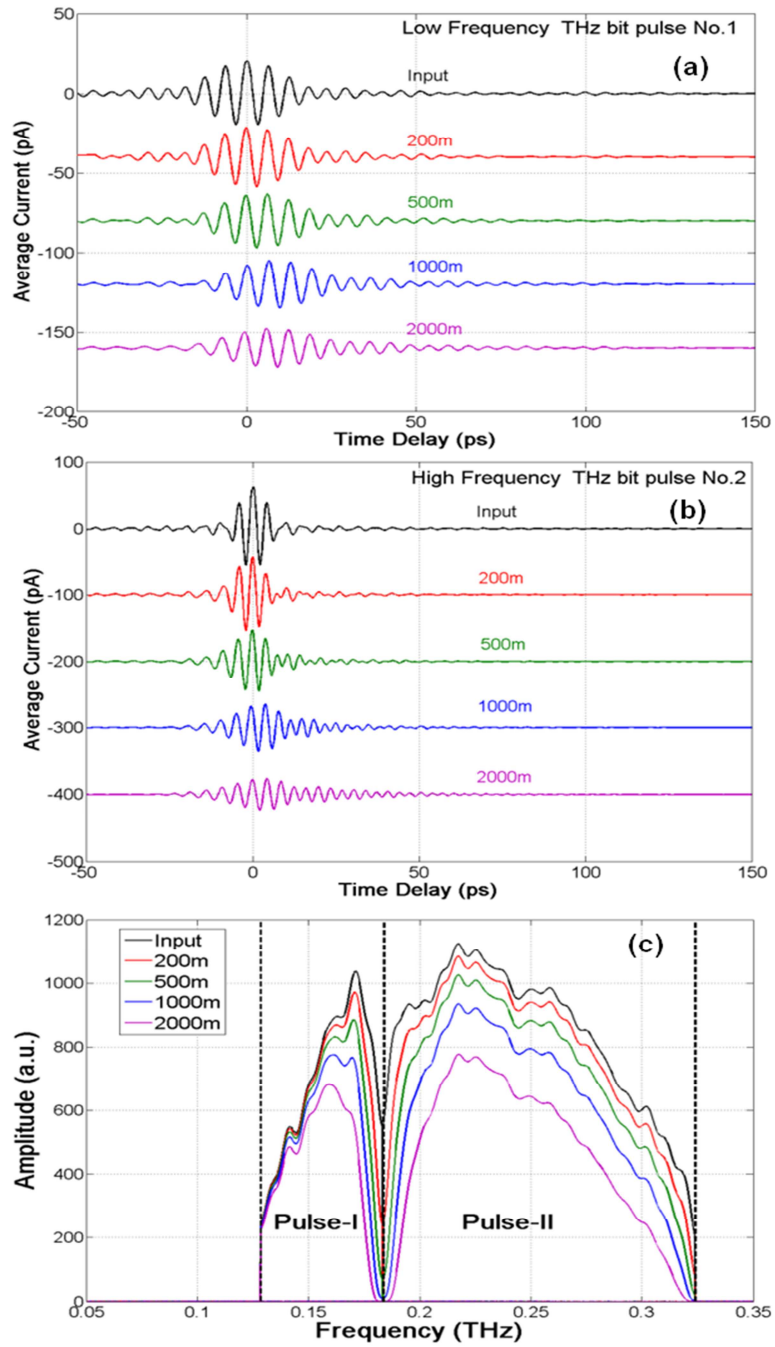 Low Frequency THz bit pulse No.1
(a)
Input
200m
500m
1000m
2000m
50
0
-50
-100
-150
-200
Average Current (pA)
-50
0
50
100
150
Time Delay (ps)
High Frequency THz bit pulse No.2
(b)
Input
200m
500m
1000m
2000m
100
0
-100
-200
-300
-400
-500
Average Current (pA)
-50
0
50
100
150
Time Delay (ps)
(c)
Input
200m
500m
1000m
2000m
1200
1000
800
600
400
200
0
Amplitude (a.u.)
Pulse-I
Pulse-II
0.05
0.1
0.15
0.2
0.25
0.3
0.35
Frequency (THz)